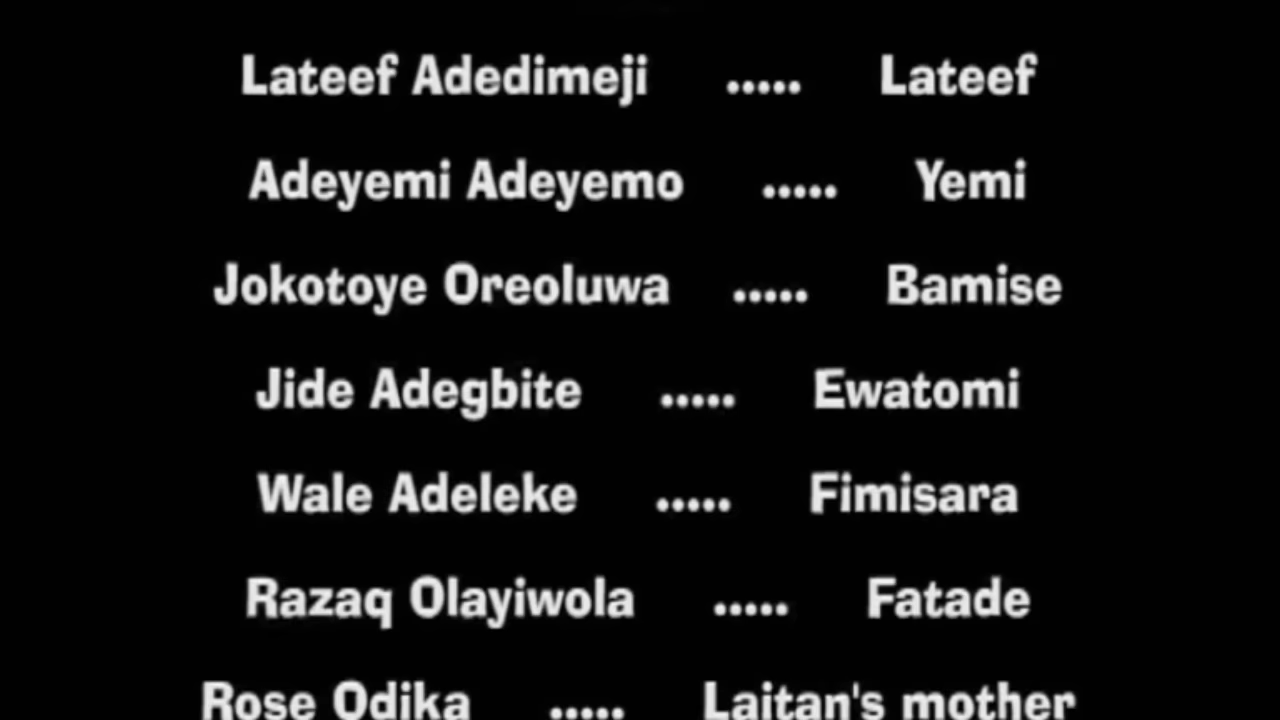 Lateef Adedimeji ..... Lateef
Adeyemi Adeyemo ..... Yemi
Jokotoye Oreoluwa ..... Bamise
Jide Adegbite ..... Ewatomi
Wale Adeleke ..... Fimisara
Razaq Olayiwola ..... Fatade
Rose Odika ..... Laitan's mother